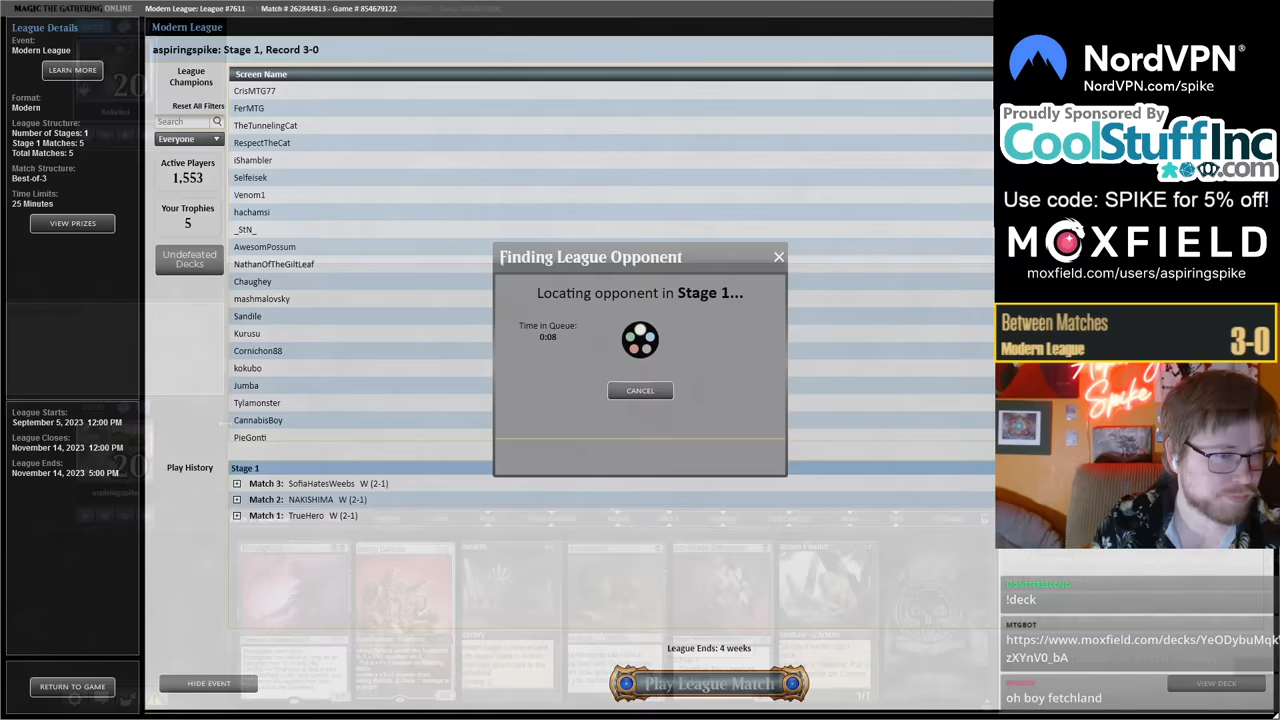 MAGIC THE GATHERING ONLINE
Modern League: League #7611
Match # 262844813 - Game # 854679122
League Details
Event:
Modern League
LEARN MORE
Format:
Modern
League Structure:
Number of Stages: 1
Stage 1 Matches: 5
Total Matches: 5
Match Structure:
Best-of-3
Time Limits:
25 Minutes
VIEW PRIZES
League Starts:
September 5, 2023 12:00 PM
League Closes:
November 14, 2023 12:00 PM
League Ends:
November 14, 2023 5:00 PM
RETURN TO GAME
Modern League
aspiringspike: Stage 1, Record 3-0
League
Champions
Reset All Filters
Search
Everyone
Active Players
1,553
Your Trophies
5
Undefeated
Decks
Screen Name
CrisMTG77
FerMTG
TheTunnelingCat
RespectTheCat
iShambler
Selfeisek
Venom1
hachamsi
_StN_
AwesomPossum
NathanOfTheGiltLeaf
Chaughey
mashmalovsky
Sandile
Kurusu
Cornichon88
kokubo
Jumba
Tylamonster
CannabisBoy
PieGonti
Play History
Stage 1
Match 3: SofiaHatesWeebs W (2-1)
Match 2: NAKISHIMA W (2-1)
Match 1: TrueHero W (2-1)
Finding League Opponent
Locating opponent in Stage 1...
Time in Queue:
0:08
CANCEL
League Ends: 4 weeks
Play League Match
HIDE EVENT
VIEW DECK
1/1
NordVPN®
NordVPN.com/spike
Proudly Sponsored By
CoolStuffInc
.com
Use code: SPIKE for 5% off!
MOXFIELD
moxfield.com/users/aspiringspike
Between Matches
Modern League
3-0
Spike
!deck
MTGBOT
https://www.moxfield.com/decks/YeODybuMqk
zXYnV0_bA
oh boy fetchland